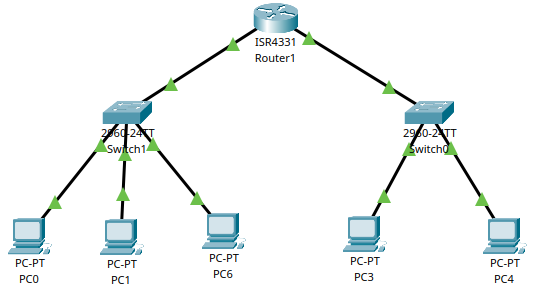 ISR4331
Router1
2960-24TT
Switch1
2960-24TT
Switch0
PC-PT
PC0
PC-PT
PC1
PC-PT
PC6
PC-PT
PC3
PC-PT
PC4